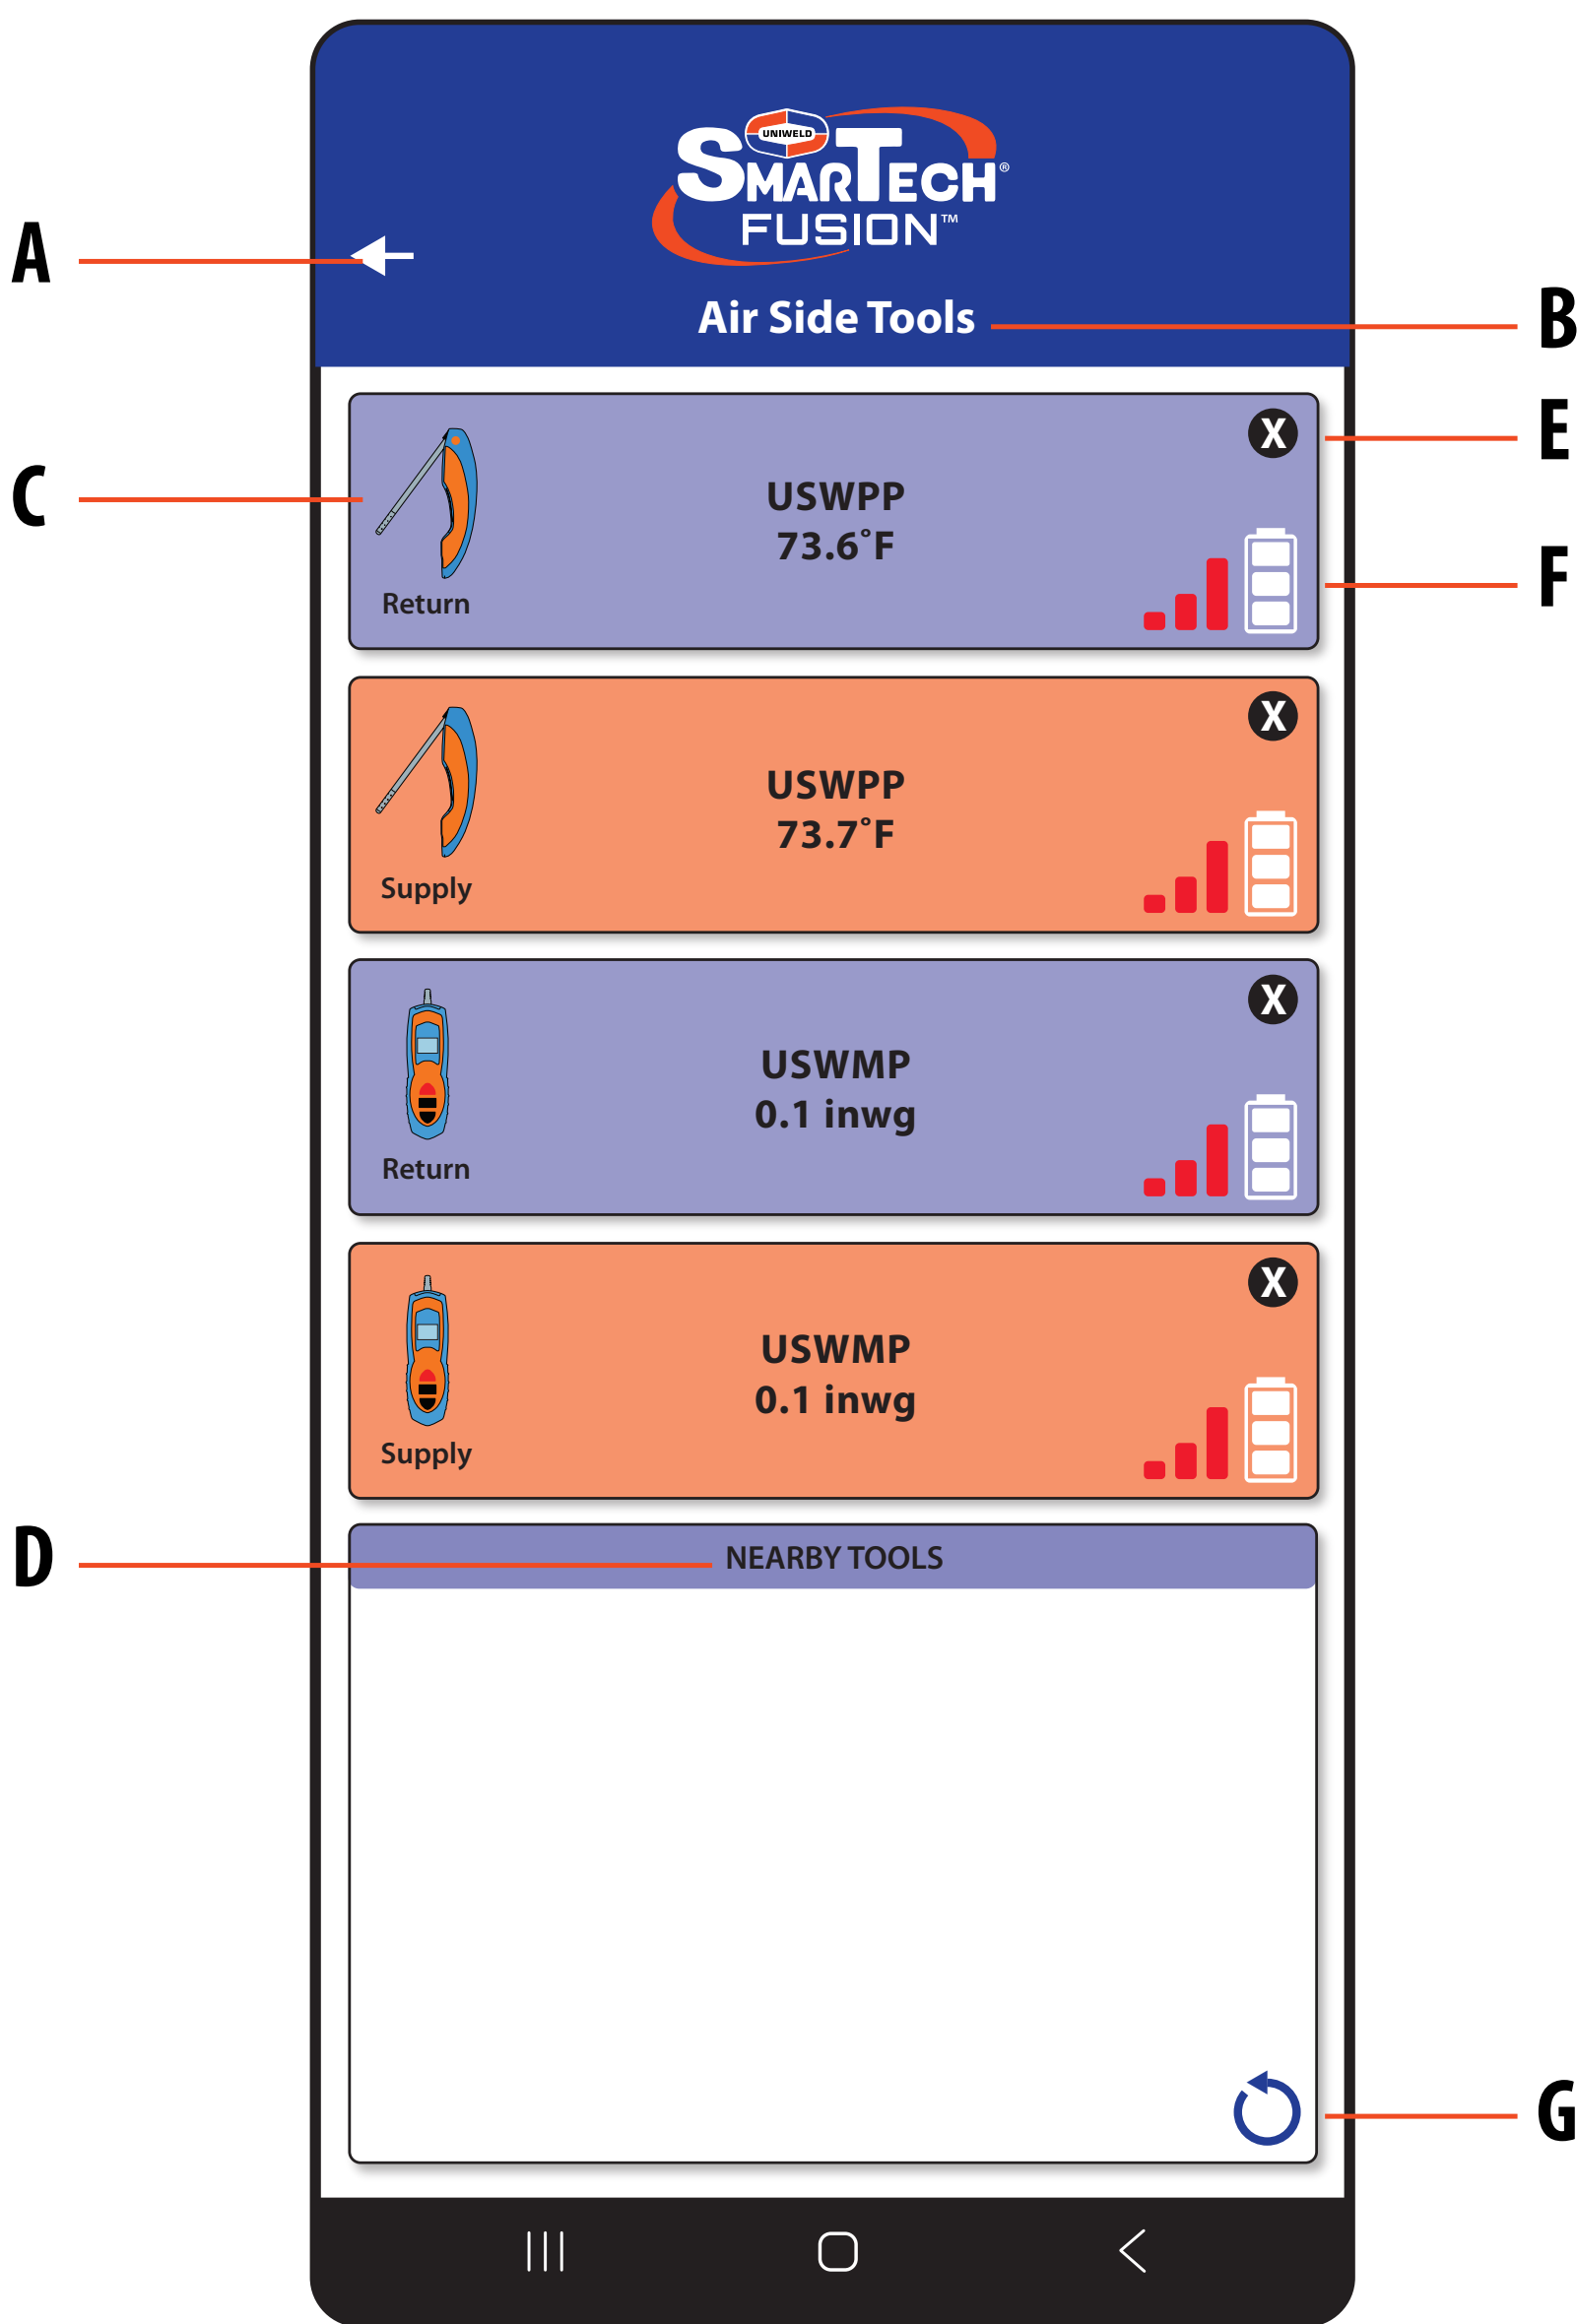 UNIWELD
SMARTECH®
FUSION™
A
Air Side Tools
B
E
X
C
USWPP
73.6°F
F
Return
X
USWPP
73.7°F
Supply
X
USWMP
0.1 inwg
Return
X
USWMP
0.1 inwg
Supply
D
NEARBY TOOLS
G